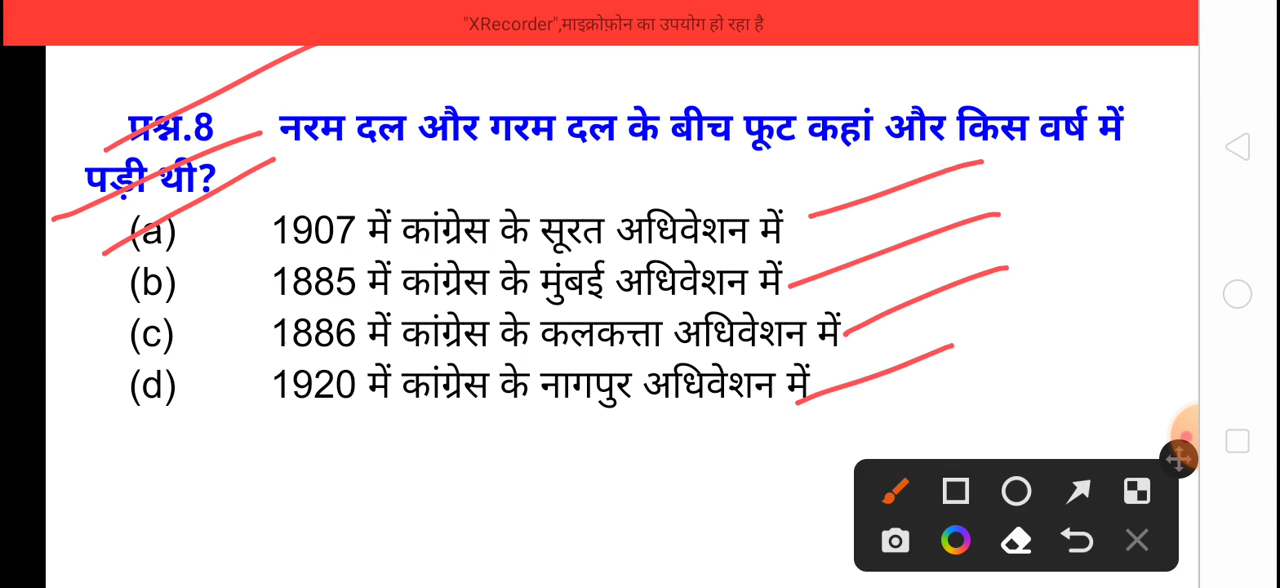 "XRecorder",माइक्रोफ़ोन का उपयोग हो रहा है
प्रश्न.8 नरम दल और गरम दल के बीच फूट कहां और किस वर्ष में
पड़ी थी?
(a) 1907 में कांग्रेस के सूरत अधिवेशन में
(b) 1885 में कांग्रेस के मुंबई अधिवेशन में
(c) 1886 में कांग्रेस के कलकत्ता अधिवेशन में
(d) 1920 में कांग्रेस के नागपुर अधिवेशन में